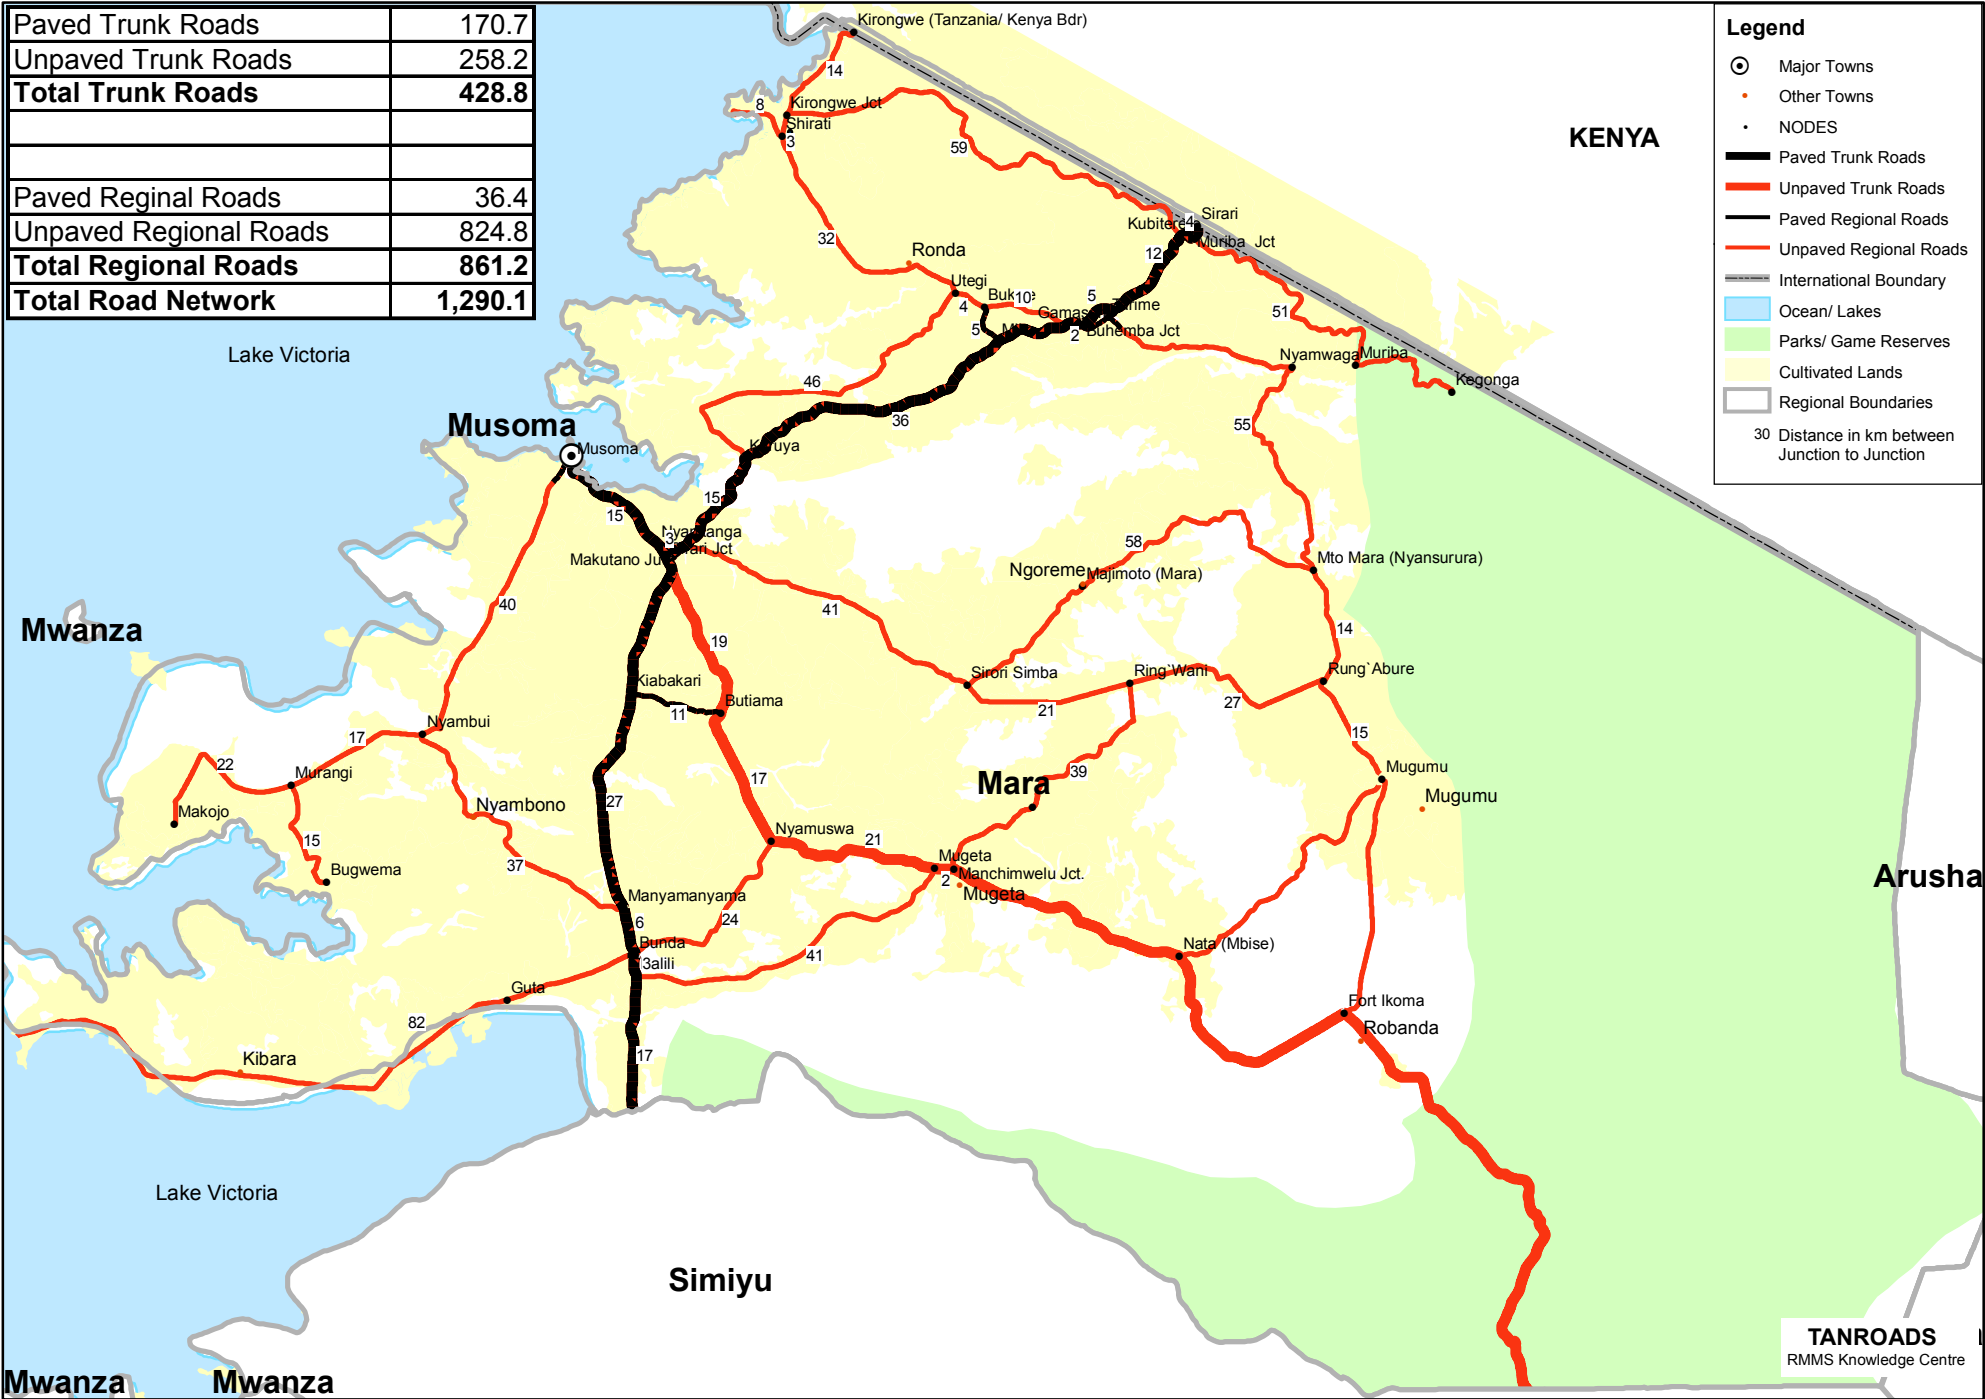 Paved Trunk Roads 170.7
Unpaved Trunk Roads 258.2
Total Trunk Roads 428.8
Paved Reginal Roads 36.4
Unpaved Regional Roads 824.8
Total Regional Roads 861.2
Total Road Network 1,290.1
Legend
Major Towns
Other Towns
NODES
Paved Trunk Roads
Unpaved Trunk Roads
Paved Regional Roads
Unpaved Regional Roads
International Boundary
Ocean/ Lakes
Parks/ Game Reserves
Cultivated Lands
Regional Boundaries
30 Distance in km between
Junction to Junction
Kirongwe (Tanzania/ Kenya Bdr)
14
8
Kirongwe Jct
Shirati
3
59
KENYA
32
Ronda
Sirari
4
Muriba Jct
12
Utegi
4
10
5
5
2
Buhemba Jct
51
Nyamwaga
Muriba
Kegonga
Lake Victoria
46
36
55
Musoma
Musoma
15
15
3
58
Mto Mara (Nyansurura)
Ngoreme
Majimoto (Mara)
40
41
14
Mwanza
19
Kiabakari
11
Butiama
Sirori Simba
21
Ring`Wani
27
Rung`Abure
15
Nyambui
17
22
Murangi
Makojo
15
Bugwema
Nyambono
37
27
17
Mara
39
Mugumu
Mugumu
Nyamuswa
21
Mugeta
2
Manchimwelu Jct.
Mugeta
Arusha
Manyamanyama
6
24
Bunda
41
Nata (Mbise)
Guta
82
Kibara
17
Fort Ikoma
Robanda
Lake Victoria
Simiyu
TANROADS
RMMS Knowledge Centre
Mwanza
Mwanza